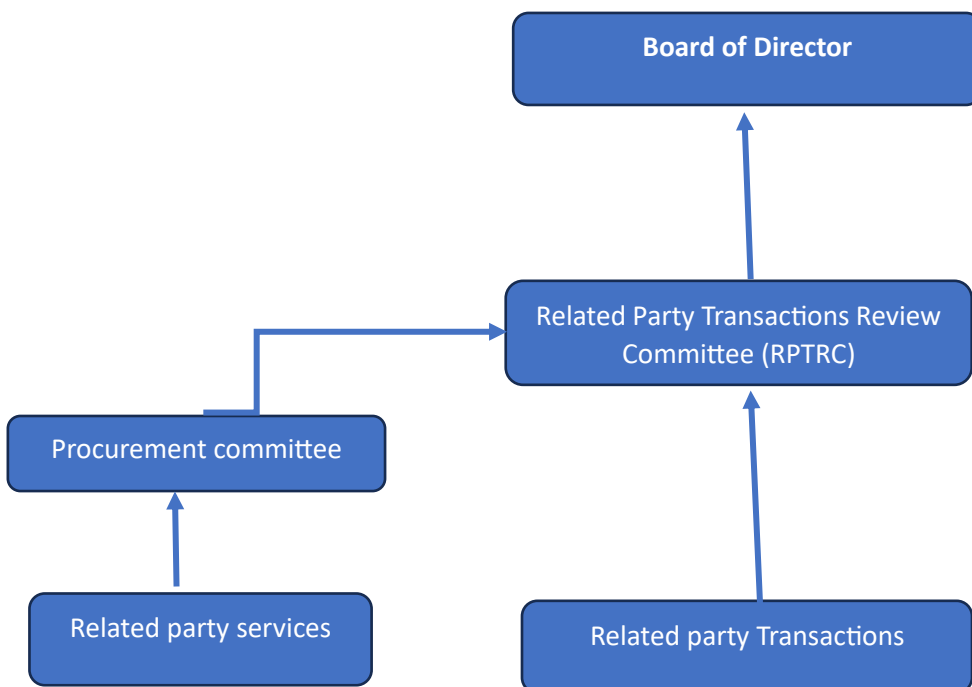 Board of Director
Related Party Transactions Review
Committee (RPTRC)
Procurement committee
Related party services
Related party Transactions